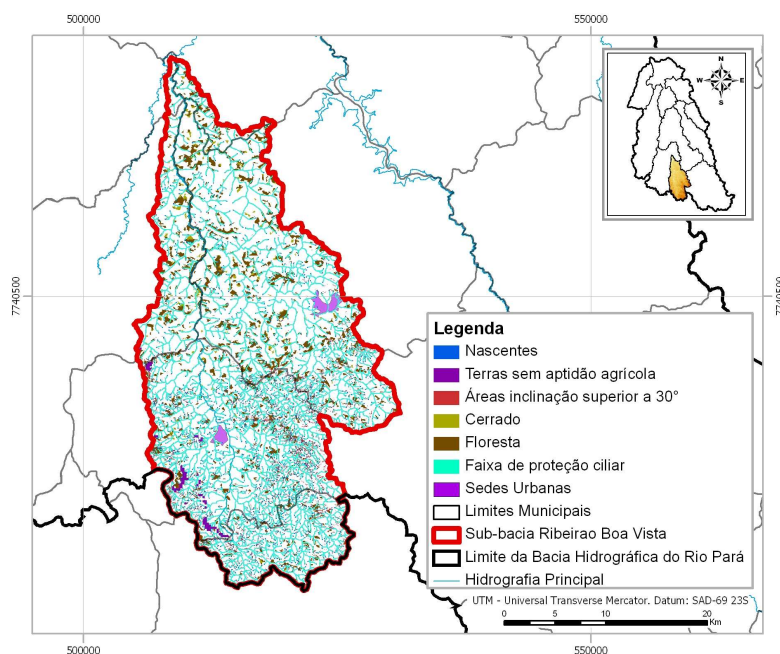 500000
550000
N
W
E
S
7740500
7740500
Legenda
Nascentes
Terras sem aptidão agrícola
Áreas inclinação superior a 30°
Cerrado
Floresta
Faixa de proteção ciliar
Sedes Urbanas
Limites Municipais
Sub-bacia Ribeirao Boa Vista
Limite da Bacia Hidrográfica do Rio Pará
Hidrografia Principal
UTM - Universal Transverse Mercator. Datum: SAD-69 23S
0 5 10 20
Km
500000
550000